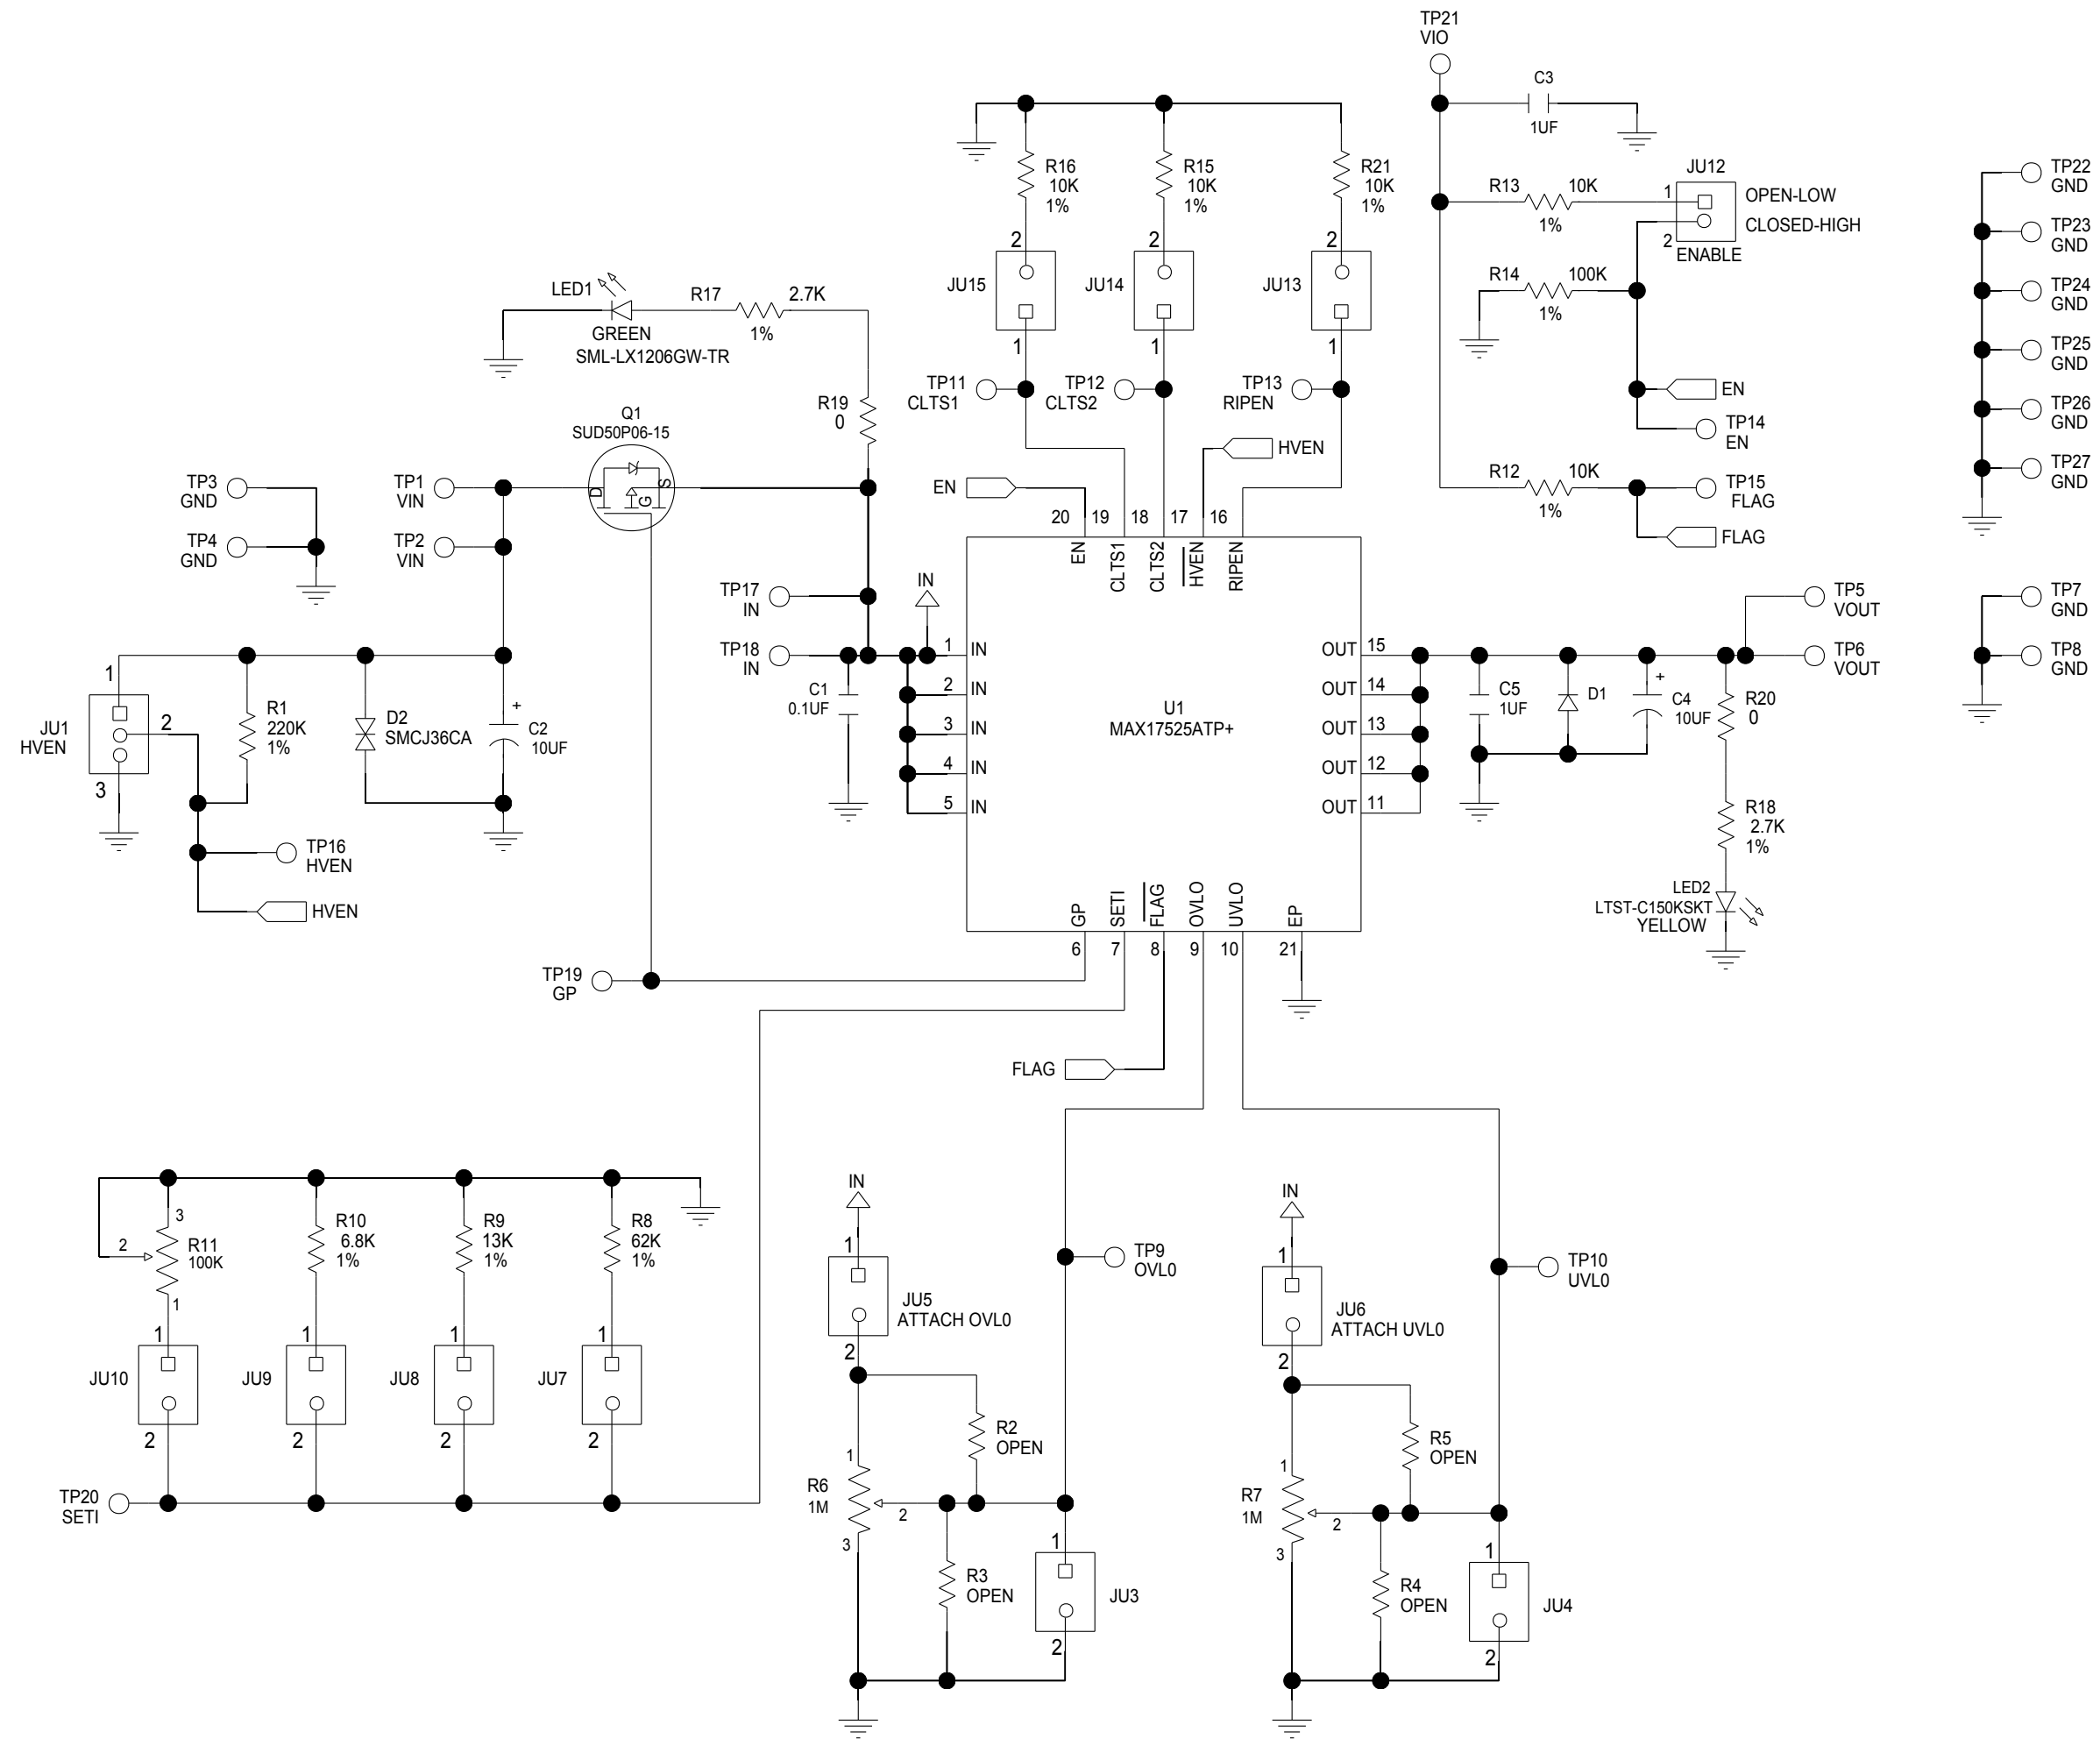 TP21
VIO
C3
1UF
R13
10K
1%
JU12
1
2
OPEN-LOW
CLOSED-HIGH
ENABLE
R14
100K
1%
EN
TP14
EN
R12
10K
1%
TP15
FLAG
FLAG
TP22
GND
TP23
GND
TP24
GND
TP25
GND
TP26
GND
TP27
GND
TP7
GND
TP8
GND
R16
10K
1%
R15
10K
1%
R21
10K
1%
2
JU15
1
2
JU14
1
2
JU13
1
TP11
CLTS1
TP12
CLTS2
TP13
RIPEN
HVEN
EN
LED1
GREEN
SML-LX1206GW-TR
R17
2.7K
1%
R19
0
Q1
SUD50P06-15
D
G
S
TP3
GND
TP4
GND
TP1
VIN
TP2
VIN
TP17
IN
TP18
IN
IN
C1
0.1UF
1
JU1
HVEN
2
3
R1
220K
1%
D2
SMCJ36CA
+
C2
10UF
TP16
HVEN
HVEN
20
19
18
17
16
EN
CLTS1
CLTS2
HVEN
RIPEN
1
IN
2
IN
3
IN
4
IN
5
IN
U1
MAX17525ATP+
OUT
15
OUT
14
OUT
13
OUT
12
OUT
11
GP
SETI
FLAG
OVLO
UVLO
EP
6
7
8
9
10
21
C5
1UF
D1
+
C4
10UF
R20
0
R18
2.7K
1%
LED2
LTST-C150KSKT
YELLOW
TP5
VOUT
TP6
VOUT
TP19
GP
FLAG
3
2
R11
100K
1
R10
6.8K
1%
R9
13K
1%
R8
62K
1%
1
JU10
2
1
JU9
2
1
JU8
2
1
JU7
2
TP20
SETI
IN
1
JU5
ATTACH OVL0
2
R2
OPEN
1
R6
1M
2
3
R3
OPEN
TP9
OVL0
1
JU3
2
IN
1
JU6
ATTACH UVL0
2
R5
OPEN
1
R7
1M
2
3
R4
OPEN
TP10
UVL0
1
JU4
2